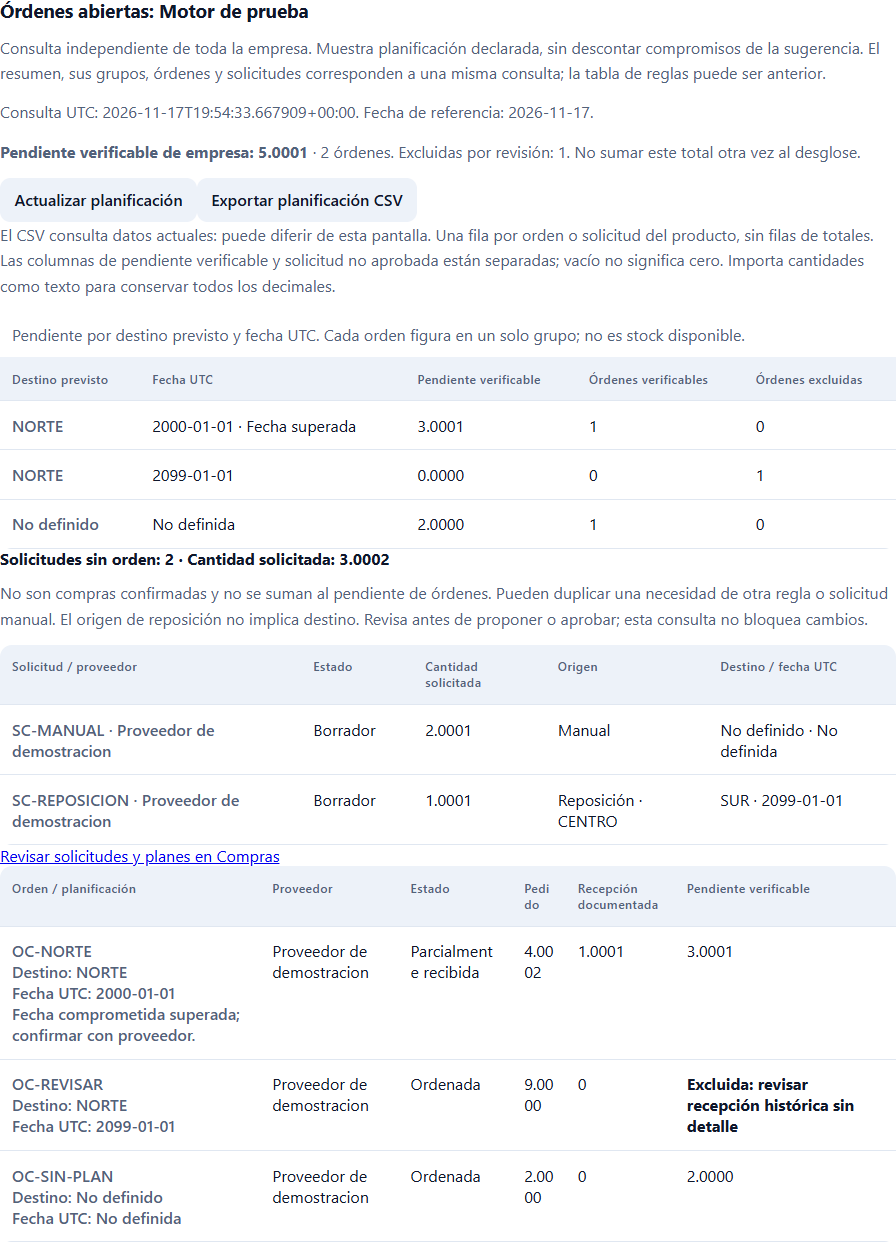 Órdenes abiertas: Motor de prueba
Consulta independiente de toda la empresa. Muestra planificación declarada, sin descontar compromisos de la sugerencia. El
resumen, sus grupos, órdenes y solicitudes corresponden a una misma consulta; la tabla de reglas puede ser anterior.
Consulta UTC: 2026-11-17T19:54:33.667909+00:00. Fecha de referencia: 2026-11-17.
Pendiente verificable de empresa: 5.0001 · 2 órdenes. Excluidas por revisión: 1. No sumar este total otra vez al desglose.
Actualizar planificación Exportar planificación CSV
El CSV consulta datos actuales: puede diferir de esta pantalla. Una fila por orden o solicitud del producto, sin filas de totales.
Las columnas de pendiente verificable y solicitud no aprobada están separadas; vacío no significa cero. Importa cantidades
como texto para conservar todos los decimales.
Pendiente por destino previsto y fecha UTC. Cada orden figura en un solo grupo; no es stock disponible.
Destino previsto Fecha UTC Pendiente verificable Órdenes verificables Órdenes excluidas
NORTE 2000-01-01 · Fecha superada 3.0001 1 0
NORTE 2099-01-01 0.0000 0 1
No definido No definida 2.0000 1 0
Solicitudes sin orden: 2 · Cantidad solicitada: 3.0002
No son compras confirmadas y no se suman al pendiente de órdenes. Pueden duplicar una necesidad de otra regla o solicitud
manual. El origen de reposición no implica destino. Revisa antes de proponer o aprobar; esta consulta no bloquea cambios.
Solicitud / proveedor Estado Cantidad Origen Destino / fecha UTC
solicitada
SC-MANUAL · Proveedor de Borrador 2.0001 Manual No definido · No
demostracion definida
SC-REPOSICION · Proveedor de Borrador 1.0001 Reposición · SUR · 2099-01-01
demostracion CENTRO
Revisar solicitudes y planes en Compras
Orden / planificación Proveedor Estado Pedi Recepción Pendiente verificable
do documentada
OC-NORTE Proveedor de Parcialment 4.00 1.0001 3.0001
Destino: NORTE demostracion e recibida 02
Fecha UTC: 2000-01-01
Fecha comprometida superada;
confirmar con proveedor.
OC-REVISAR Proveedor de Ordenada 9.00 0 Excluida: revisar
Destino: NORTE demostracion 00 recepción histórica sin
Fecha UTC: 2099-01-01 detalle
OC-SIN-PLAN Proveedor de Ordenada 2.00 0 2.0000
Destino: No definido demostracion 00
Fecha UTC: No definida